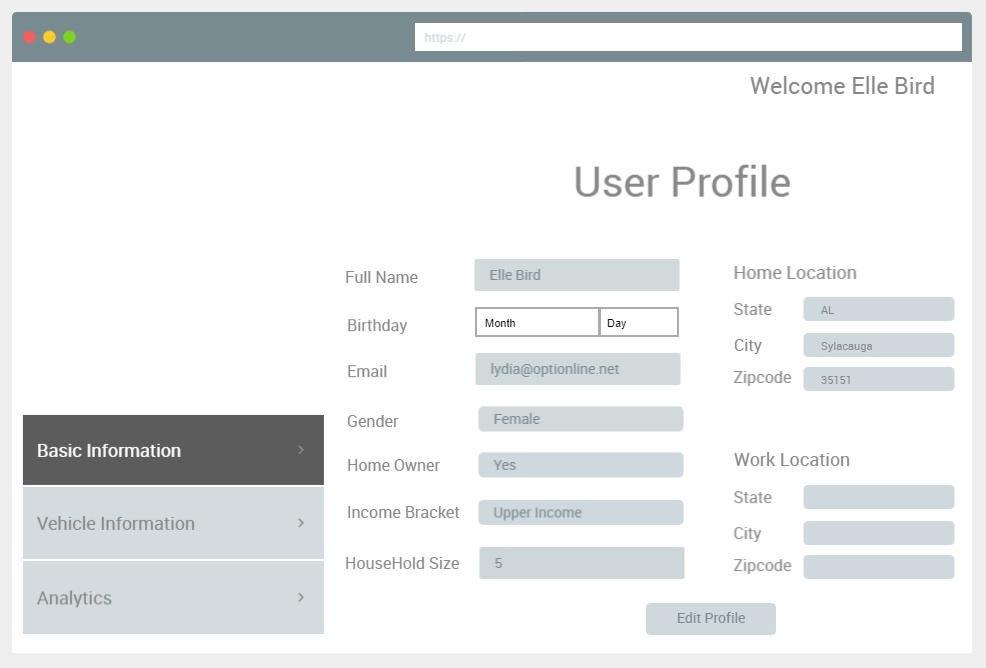 https://
Welcome Elle Bird
User Profile
Full Name
Elle Bird
Birthday
Month
Day
Email
lydia@optionline.net
Gender
Female
Home Owner
Yes
Income Bracket
Upper Income
HouseHold Size
5
Home Location
State
AL
City
Sylacauga
Zipcode
35151
Work Location
State
City
Zipcode
Edit Profile
Basic Information
Vehicle Information
Analytics